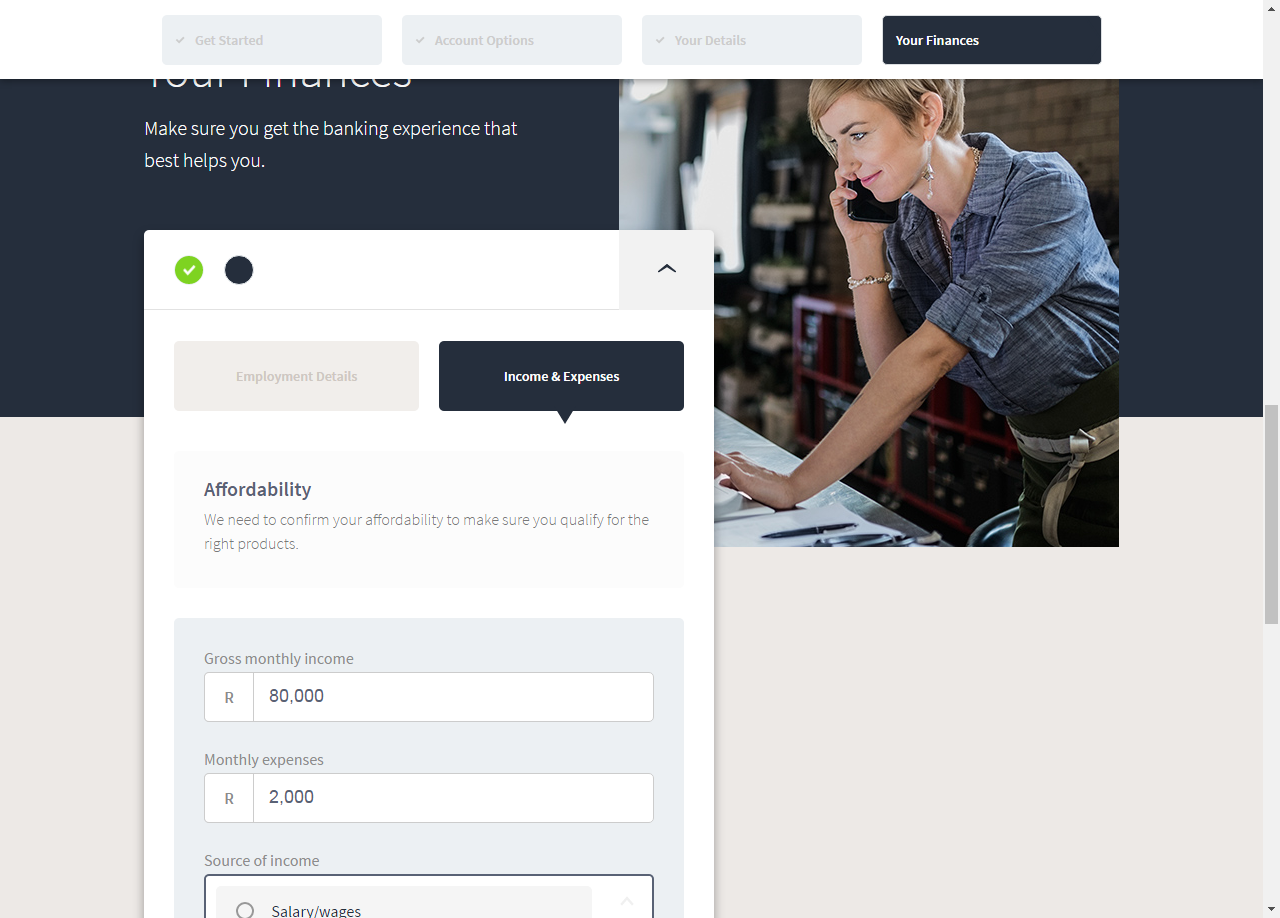 Get Started
Account Options
Your Details
Your Finances
Your Finances
Make sure you get the banking experience that
best helps you.
Employment Details
Income & Expenses
Affordability
We need to confirm your affordability to make sure you qualify for the
right products.
Gross monthly income
R 80,000
Monthly expenses
R 2,000
Source of income
Salary/wages